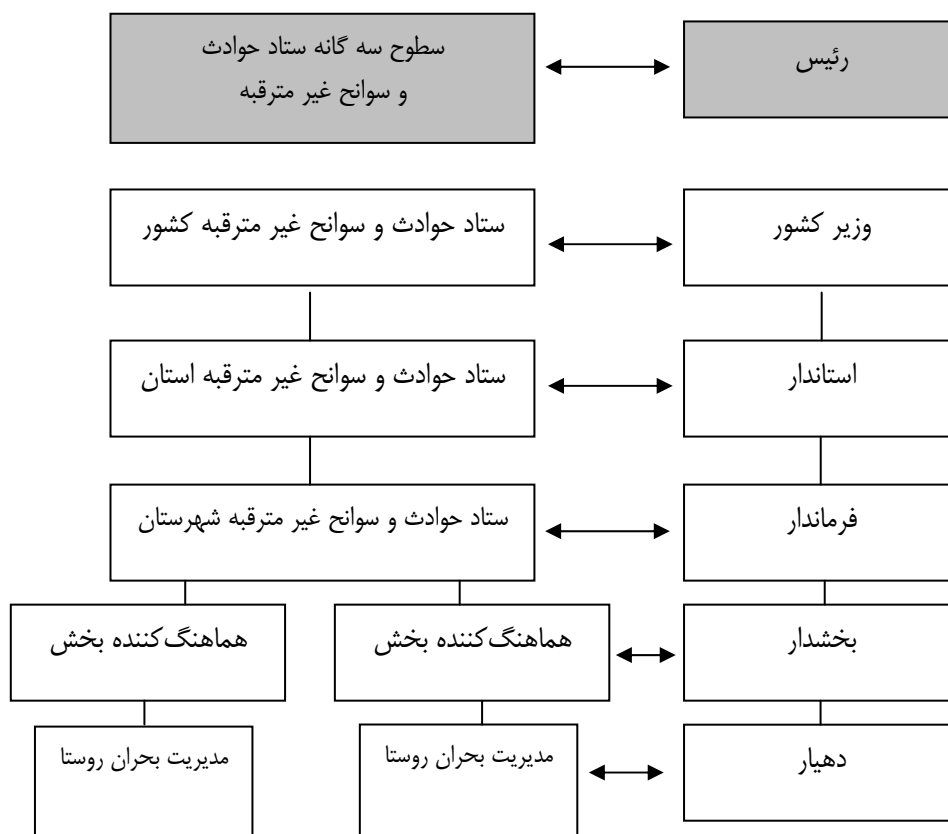 رئیس
سطوح سه گانه ستاد حوادث
و سوانح غیر مترقبه
وزیر کشور
ستاد حوادث و سوانح غیر مترقبه کشور
استاندار
ستاد حوادث و سوانح غیر مترقبه استان
فرماندار
ستاد حوادث و سوانح غیر مترقبه شهرستان
بخشدار
هماهنگ‌کننده بخش
هماهنگ‌کننده بخش
دهیار
مدیریت بحران روستا
مدیریت بحران روستا